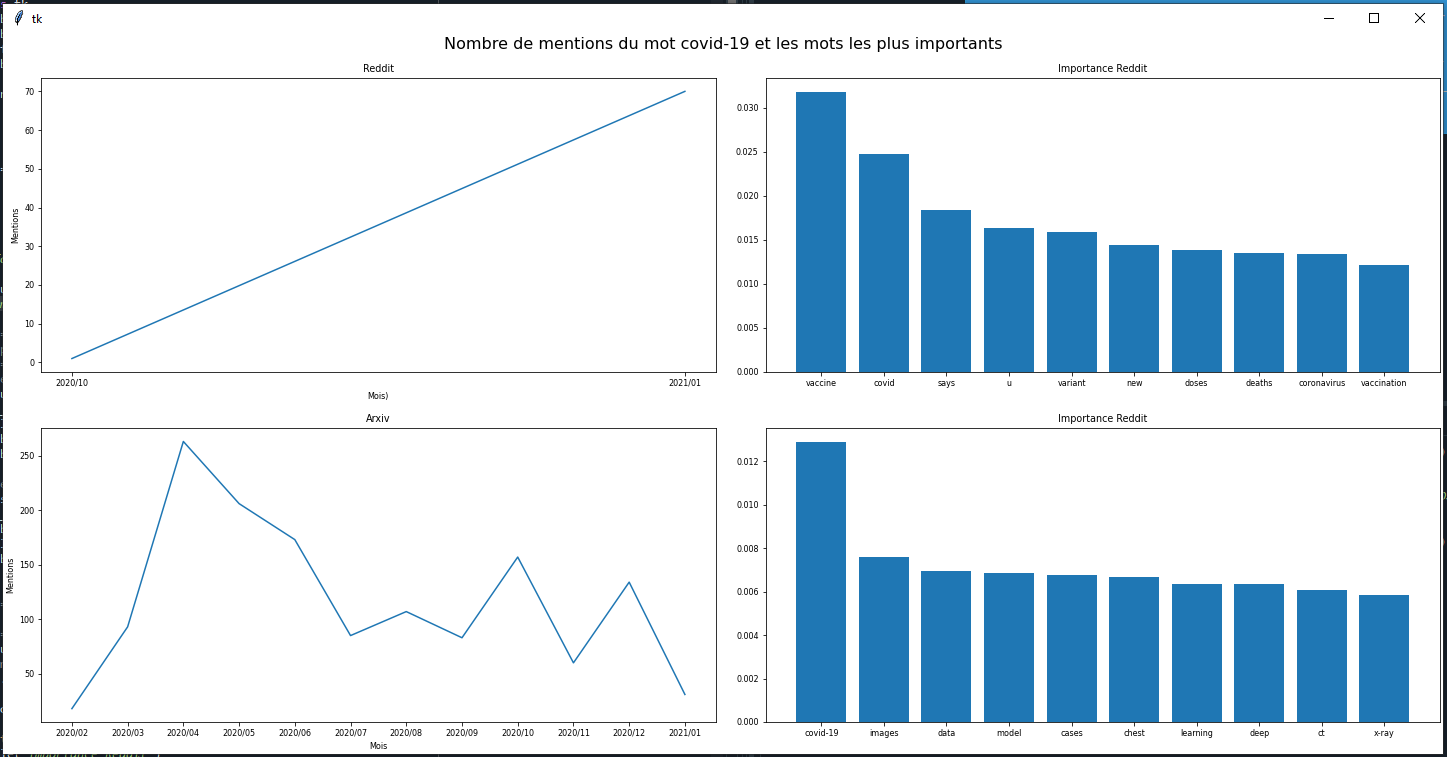 tk
Nombre de mentions du mot covid-19 et les mots les plus importants
Reddit
Mentions
70
60
50
40
30
20
10
0
2020/10 2021/01
Mois)
Importance Reddit
0.030
0.025
0.020
0.015
0.010
0.005
0.000
vaccine covid says u variant new doses deaths coronavirus vaccination
Arxiv
Mentions
250
200
150
100
50
2020/02 2020/03 2020/04 2020/05 2020/06 2020/07 2020/08 2020/09 2020/10 2020/11 2020/12 2021/01
Mois
Importance Reddit
0.012
0.010
0.008
0.006
0.004
0.002
0.000
covid-19 images data model cases chest learning deep ct x-ray